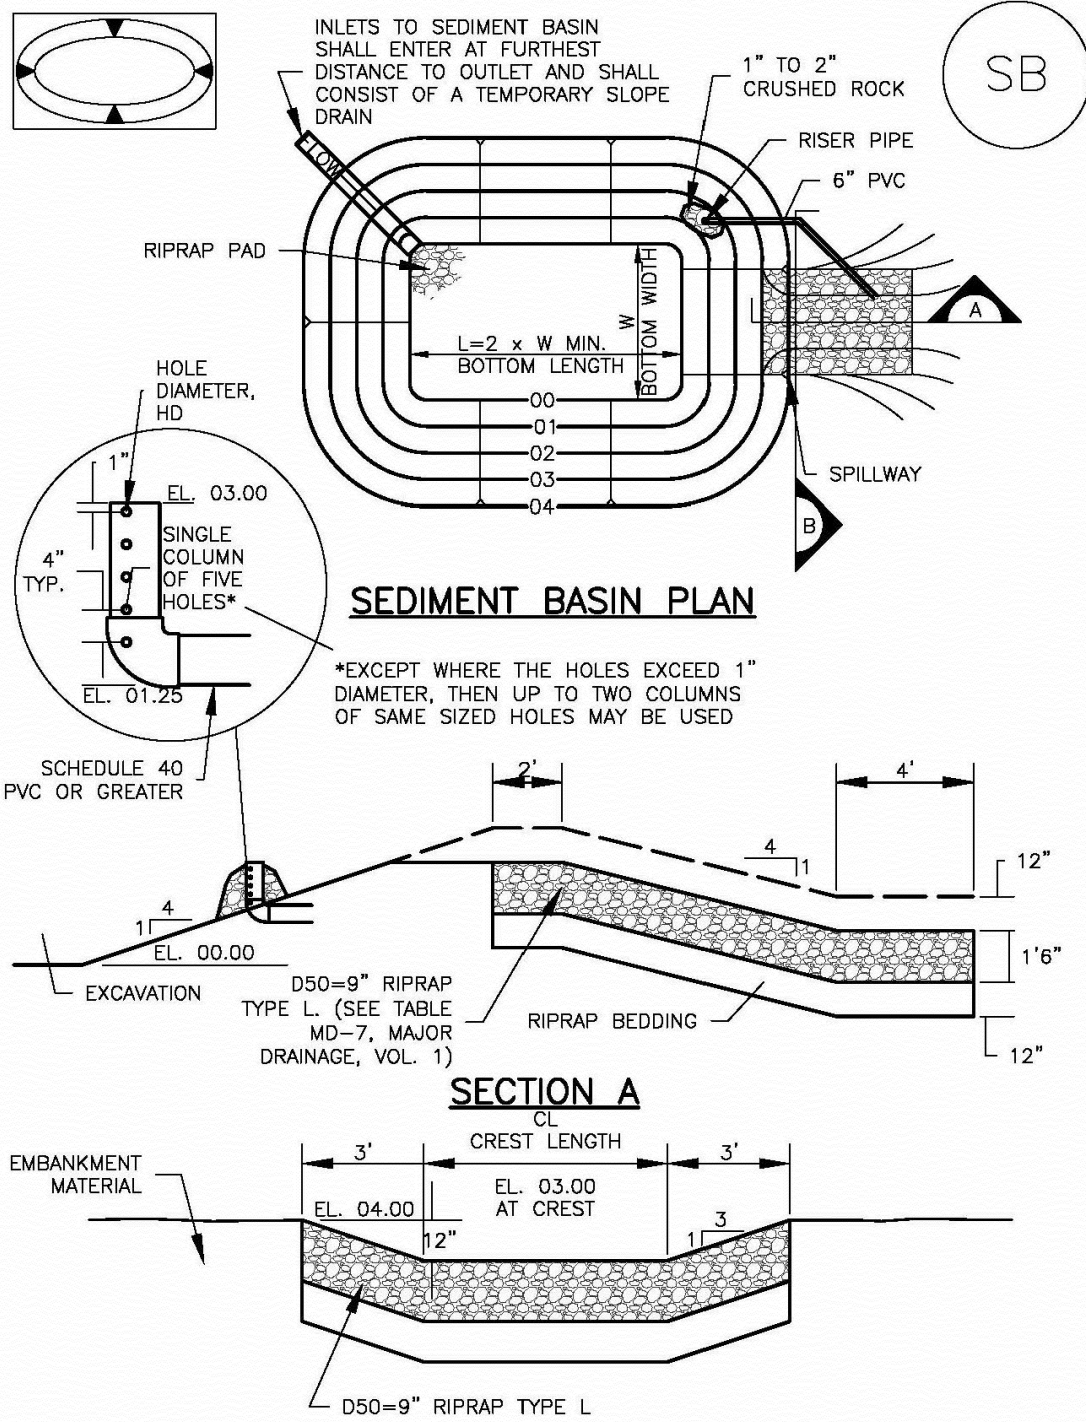 INLETS TO SEDIMENT BASIN
SHALL ENTER AT FURTHEST
DISTANCE TO OUTLET AND SHALL
CONSIST OF A TEMPORARY SLOPE
DRAIN
SB
1" TO 2"
CRUSHED ROCK
RISER PIPE
6" PVC
FLOW
RIPRAP PAD
A
W
BOTTOM WIDTH
L=2 x W MIN.
BOTTOM LENGTH
00
01
02
03
04
HOLE
DIAMETER,
HD
SPILLWAY
B
1"
EL. 03.00
4"
TYP.
SINGLE
COLUMN
OF FIVE
HOLES*
EL. 01.25
SEDIMENT BASIN PLAN
*EXCEPT WHERE THE HOLES EXCEED 1"
DIAMETER, THEN UP TO TWO COLUMNS
OF SAME SIZED HOLES MAY BE USED
SCHEDULE 40
PVC OR GREATER
2'
4'
4
1
12"
4
1
EL. 00.00
1'6"
EXCAVATION
D50=9" RIPRAP
TYPE L. (SEE TABLE
MD-7, MAJOR
DRAINAGE, VOL. 1)
RIPRAP BEDDING
12"
SECTION A
CL
CREST LENGTH
3'
3'
EMBANKMENT
MATERIAL
EL. 04.00
EL. 03.00
AT CREST
12"
3
1
D50=9" RIPRAP TYPE L